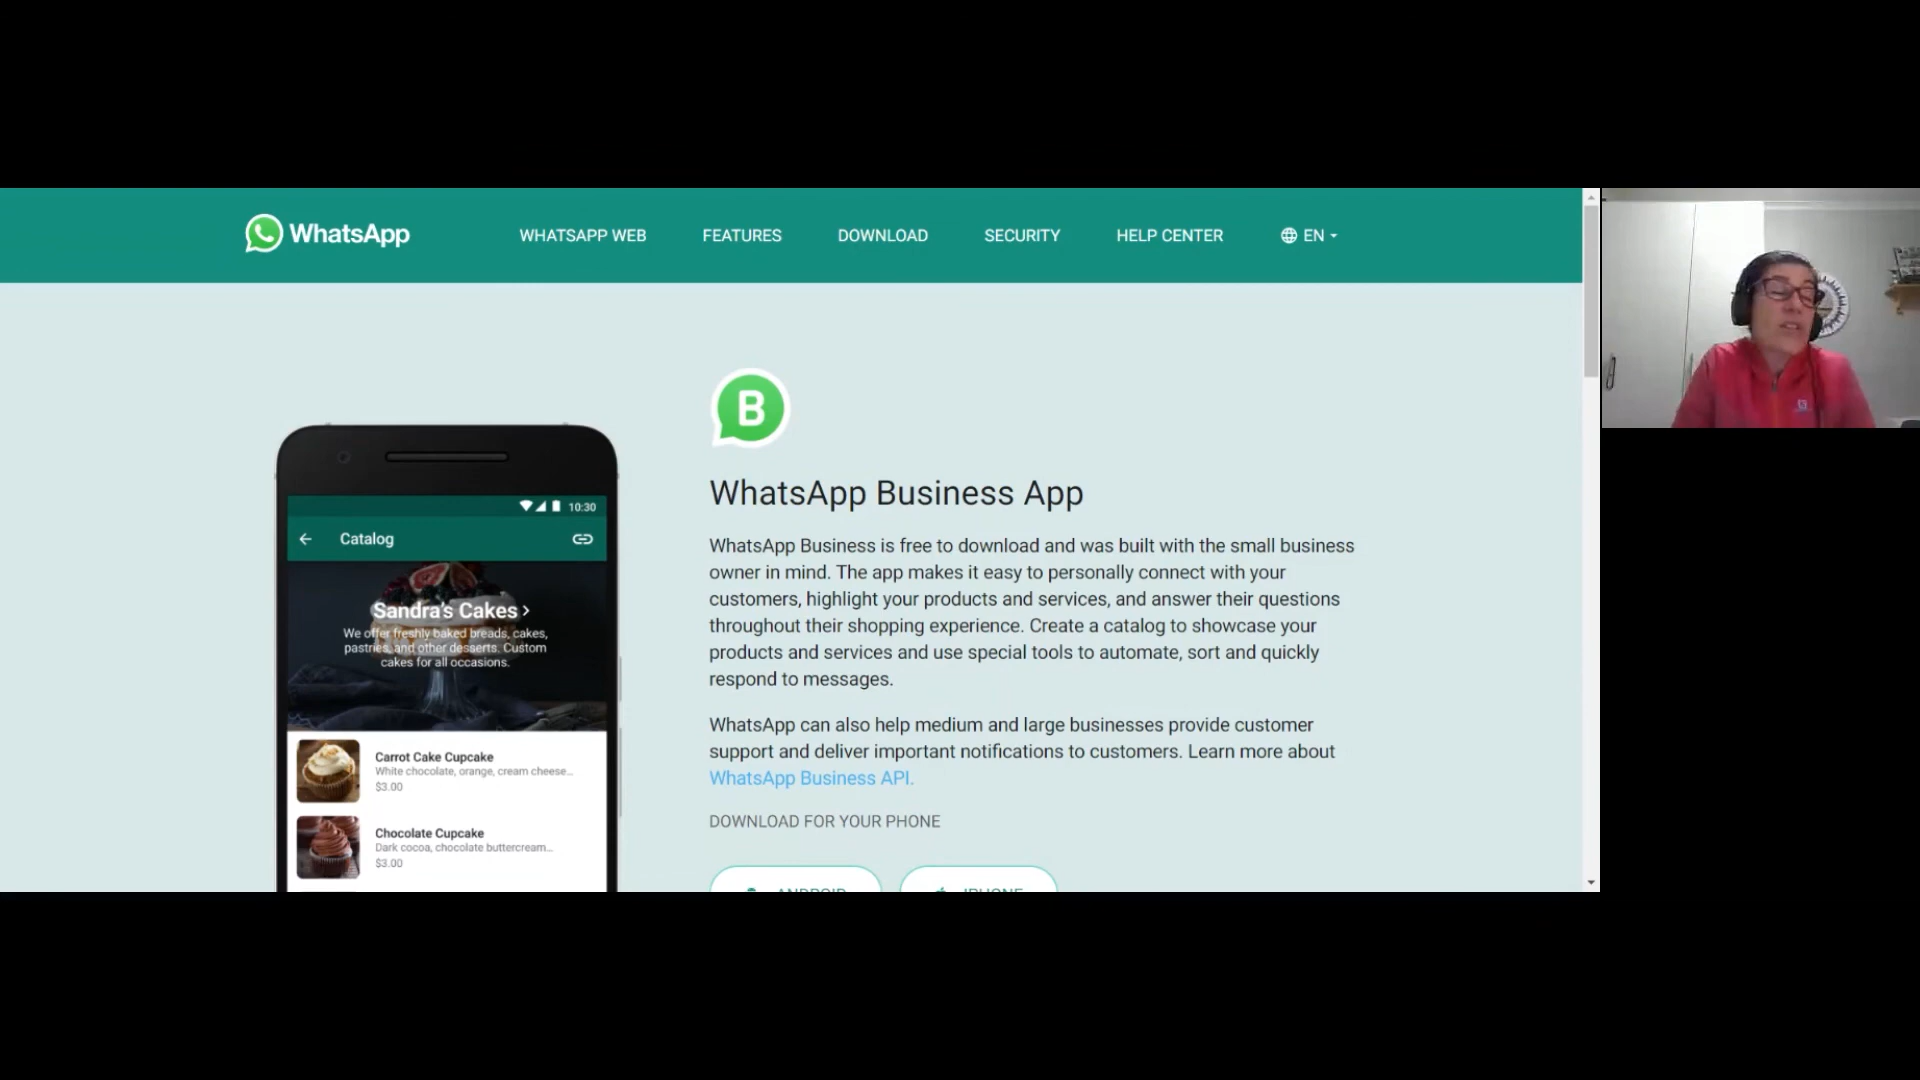 WhatsApp
WHATSAPP WEB
FEATURES
DOWNLOAD
SECURITY
HELP CENTER
EN
B
WhatsApp Business App
WhatsApp Business is free to download and was built with the small business
owner in mind. The app makes it easy to personally connect with your
customers, highlight your products and services, and answer their questions
throughout their shopping experience. Create a catalog to showcase your
products and services and use special tools to automate, sort and quickly
respond to messages.
WhatsApp can also help medium and large businesses provide customer
support and deliver important notifications to customers. Learn more about
WhatsApp Business API.
DOWNLOAD FOR YOUR PHONE
ANDROID
IPHONE
10:30
Catalog
Sandra's Cakes >
We offer freshly baked breads, cakes,
pastries, and other desserts. Custom
cakes for all occasions.
Carrot Cake Cupcake
White chocolate, orange, cream cheese...
$3.00
Chocolate Cupcake
Dark cocoa, chocolate buttercream...
$3.00